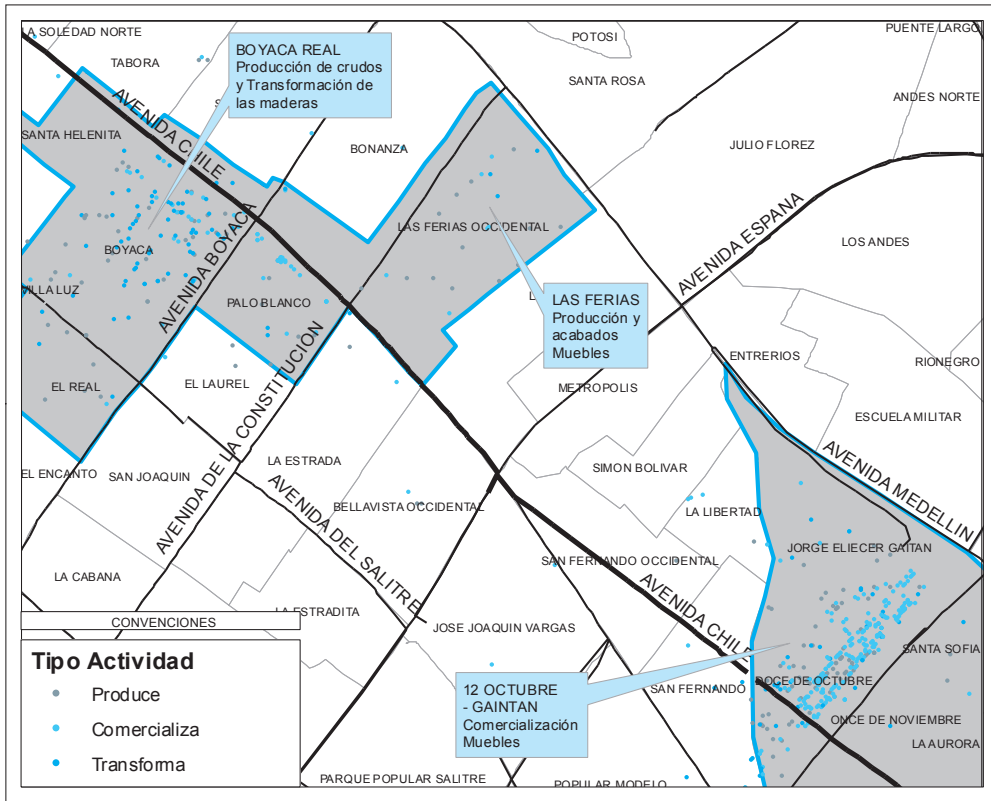 LA SOLEDAD NORTE
TABORA
BOYACA REAL
Producción de crudos
y Transformación de
las maderas
POTOSI
PUENTE LARGO
SANTA ROSA
ANDES NORTE
AVENIDA CHILE
SANTA HELENITA
BONANZA
JULIO FLOREZ
AVENIDA ESPANA
LAS FERIAS OCCIDENTAL
LOS ANDES
BOYACA
AVENIDA BOYACA
VILLA LUZ
PALO BLANCO
LAS FERIAS
Producción y
acabados
Muebles
ENTRERIOS
RIONEGRO
EL REAL
EL LAUREL
AVENIDA DE LA CONSTITUCION
METROPOLIS
ESCUELA MILITAR
EL ENCANTO
SAN JOAQUIN
LA ESTRADA
SIMON BOLIVAR
AVENIDA MEDELLIN
AVENIDA DEL SALITRE
BELLAVISTA OCCIDENTAL
LA LIBERTAD
JORGE ELIECER GAITAN
LA CABANA
SAN FERNANDO OCCIDENTAL
AVENIDA CHILE
LA ESTRADITA
JOSE JOAQUIN VARGAS
SANTA SOFIA
12 OCTUBRE
- GAINTAN
Comercialización
Muebles
SAN FERNANDO
DOCE DE OCTUBRE
ONCE DE NOVIEMBRE
LA AURORA
PARQUE POPULAR SALITRE
POPULAR MODELO
CONVENCIONES
Tipo Actividad
Produce
Comercializa
Transforma